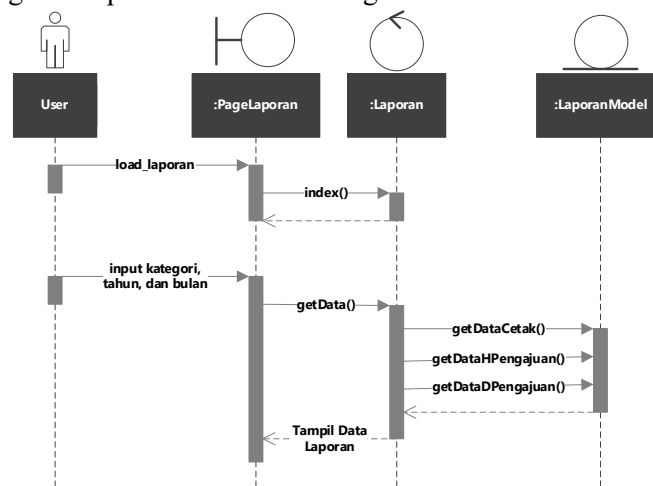 User
:PageLaporan
:Laporan
:LaporanModel
load_laporan
index()
input kategori,
tahun, dan bulan
getData()
getDataCetak()
getDataHPengajuan()
getDataDPengajuan()
Tampil Data
Laporan